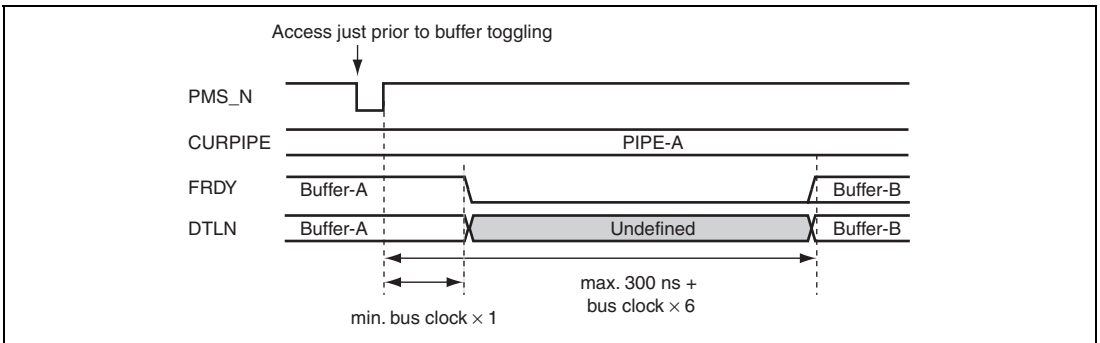 Access just prior to buffer toggling
PMS_N
CURPIPE PIPE-A
FRDY Buffer-A Buffer-B
DTLN Buffer-A Undefined Buffer-B
max. 300 ns +
bus clock × 6
min. bus clock × 1